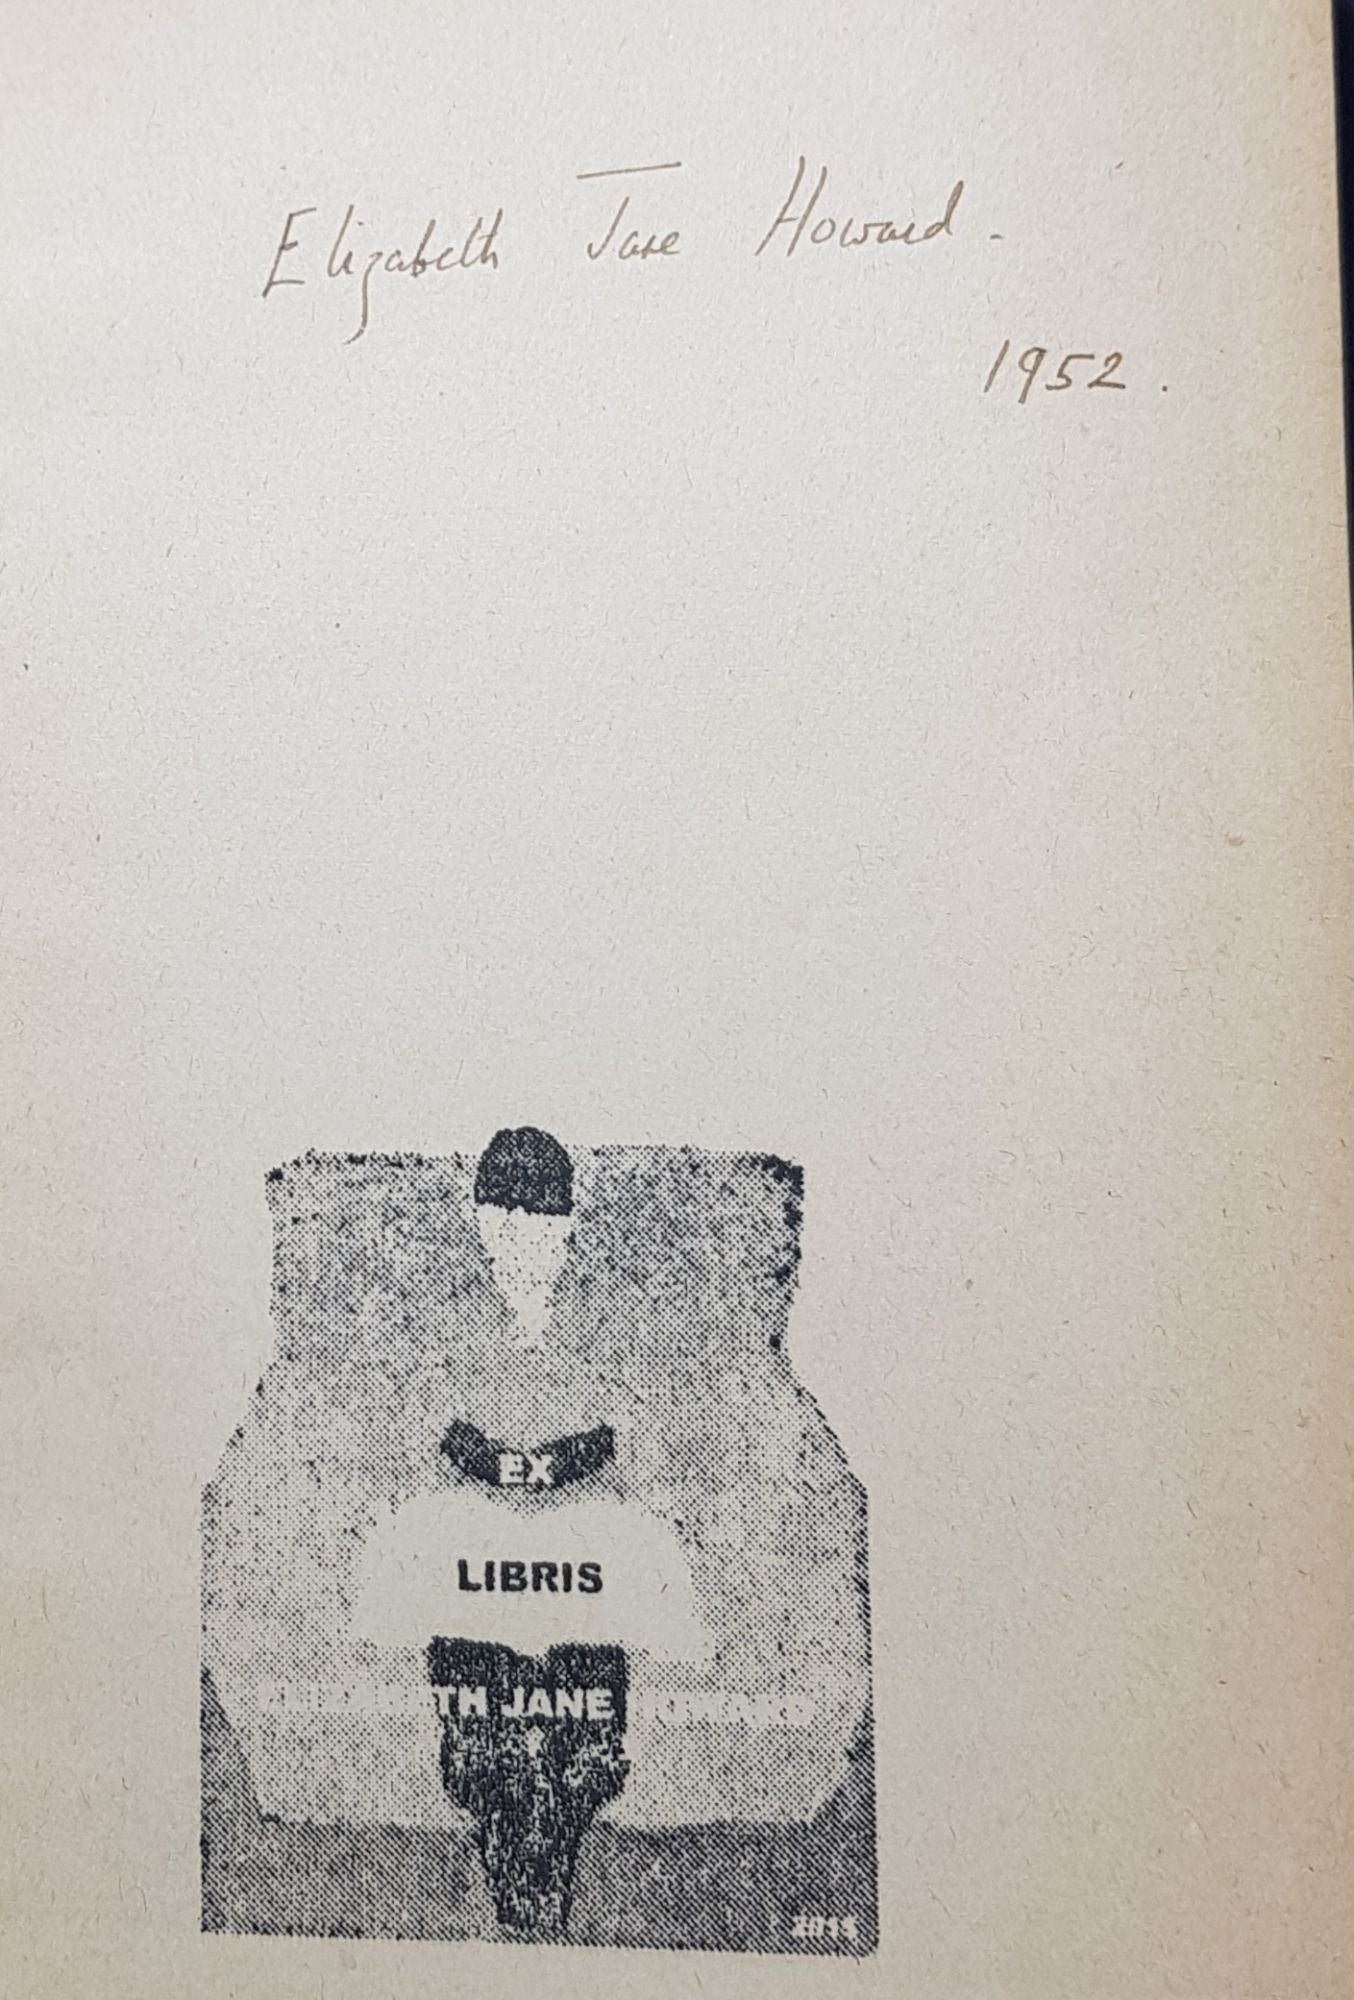 Elizabeth Jane Howard.
1952.
EX
LIBRIS
ELIZABETH JANE HOWARD